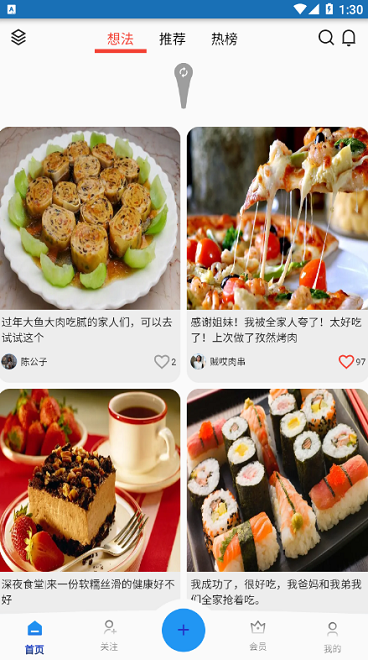 1:30
想法 推荐 热榜
过年大鱼大肉吃腻的家人们，可以去
试试这个
陈公子
2
感谢姐妹！我被全家人夸了！太好吃
了！上次做了孜然烤肉
贼哎肉串
97
深夜食堂|来一份软糯丝滑的健康好不
好
我成功了，很好吃，我爸妈和我弟我
们全家抢着吃。
首页 关注 会员 我的